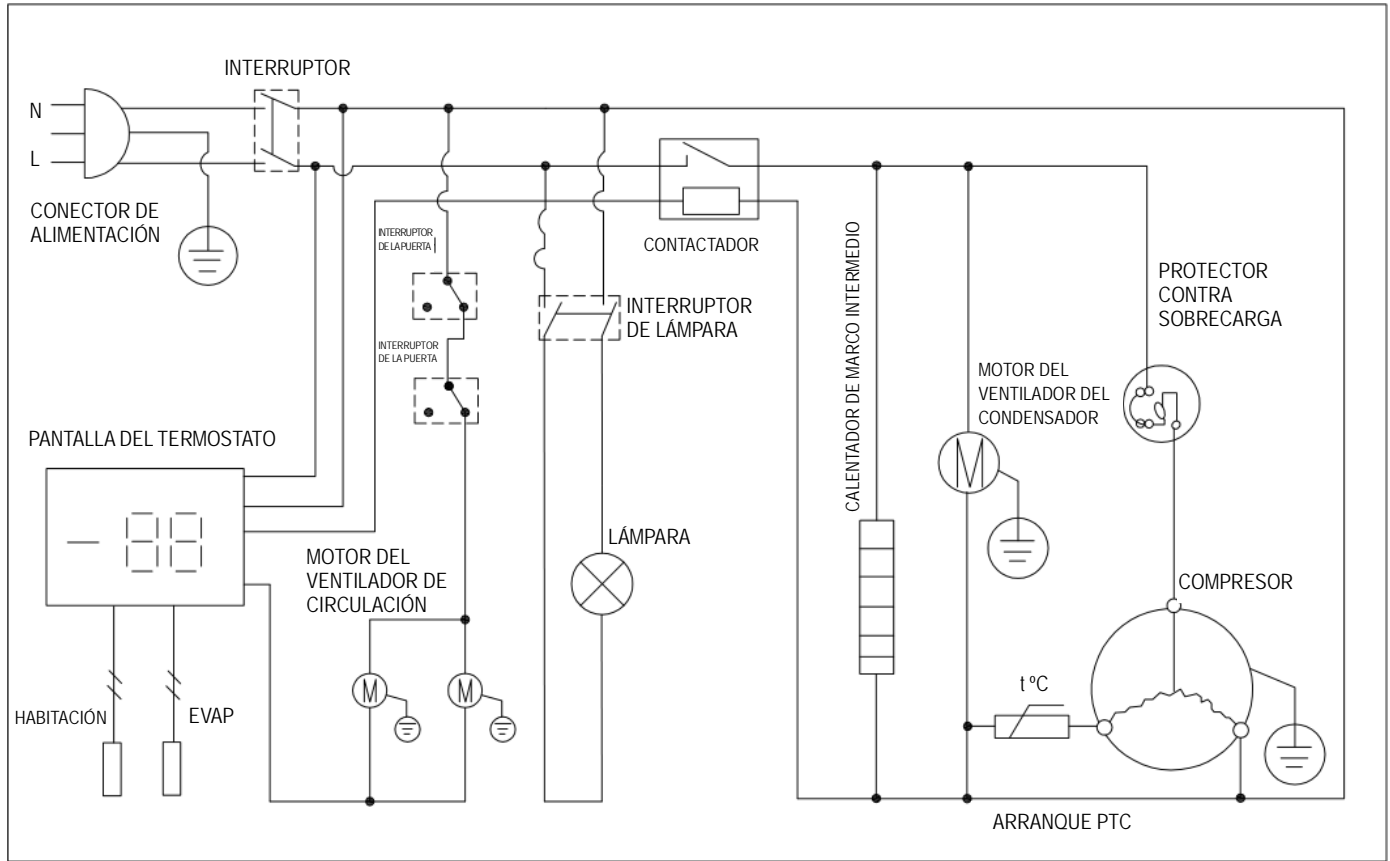 INTERRUPTOR
N
L
CONECTOR DE
ALIMENTACIÓN
INTERRUPTOR
DE LA PUERTA
CONTACTADOR
INTERRUPTOR
DE LÁMPARA
INTERRUPTOR
DE LA PUERTA
CALENTADOR DE MARCO INTERMEDIO
PROTECTOR
CONTRA
SOBRECARGA
MOTOR DEL
VENTILADOR DEL
CONDENSADOR
M
PANTALLA DEL TERMOSTATO
MOTOR DEL
VENTILADOR DE
CIRCULACIÓN
M
M
LÁMPARA
COMPRESOR
t ºC
HABITACIÓN
EVAP
ARRANQUE PTC